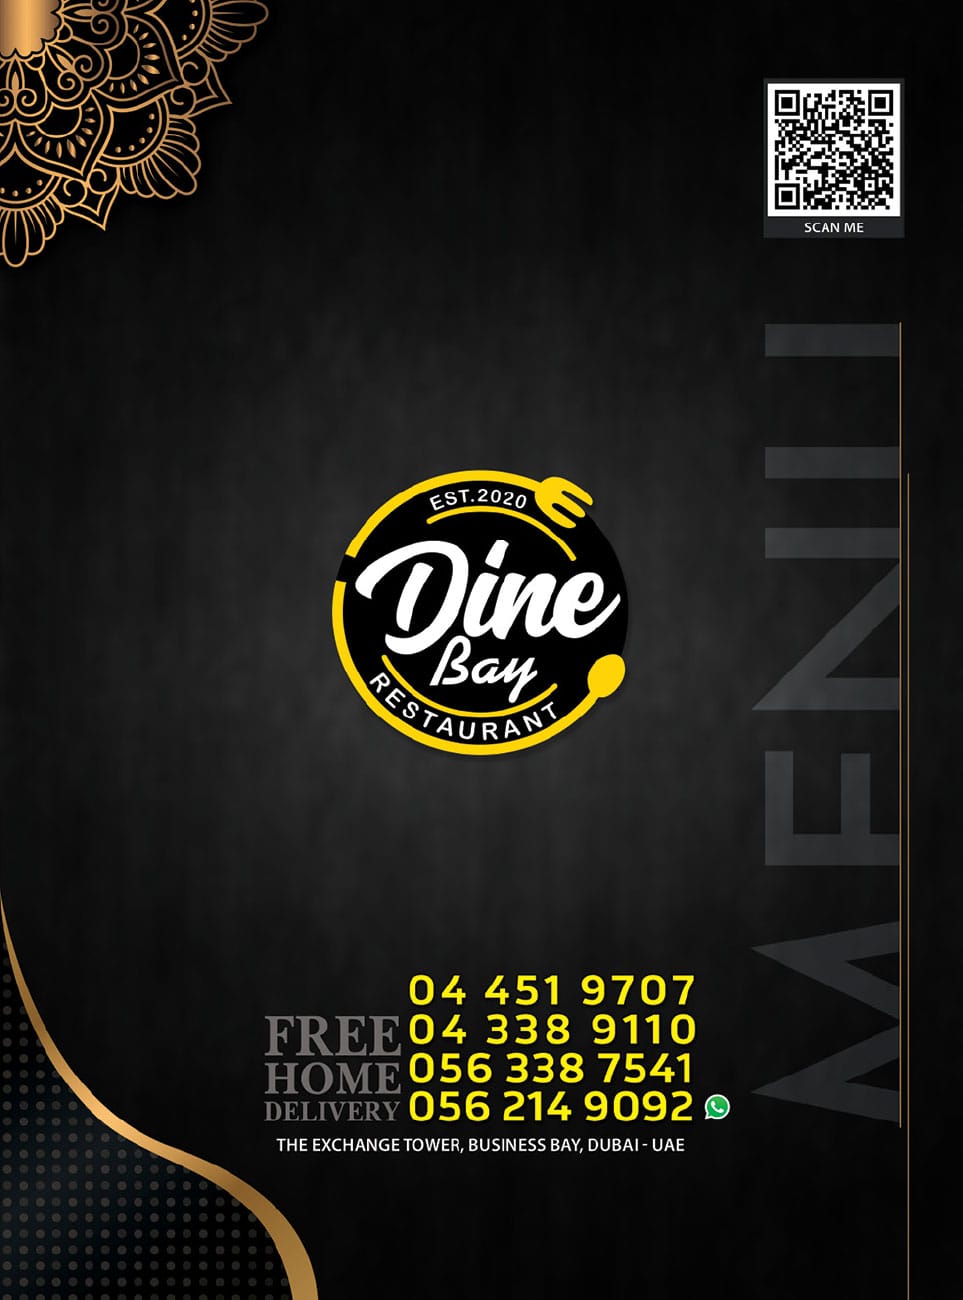 SCAN ME
MENU
EST.2020
Dine
Bay
RESTAURANT
FREE
HOME
DELIVERY
04 451 9707
04 338 9110
056 338 7541
056 214 9092
THE EXCHANGE TOWER, BUSINESS BAY, DUBAI - UAE